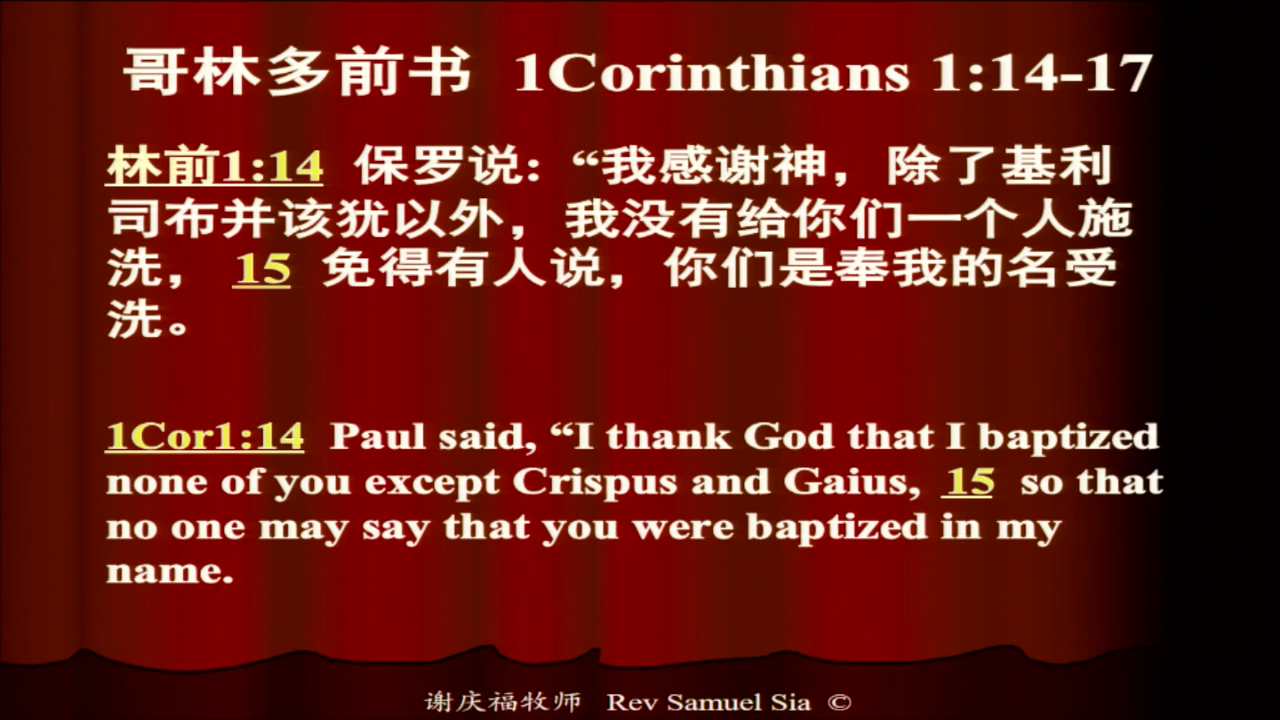 哥林多前书 1Corinthians 1:14-17
林前1:14 保罗说: “我感谢神，除了基利
司布并该犹以外，我没有给你们一个人施
洗， 15 免得有人说，你们是奉我的名受
洗。
1Cor1:14 Paul said, “I thank God that I baptized
none of you except Crispus and Gaius, 15 so that
no one may say that you were baptized in my
name.
谢庆福牧师 Rev Samuel Sia ©